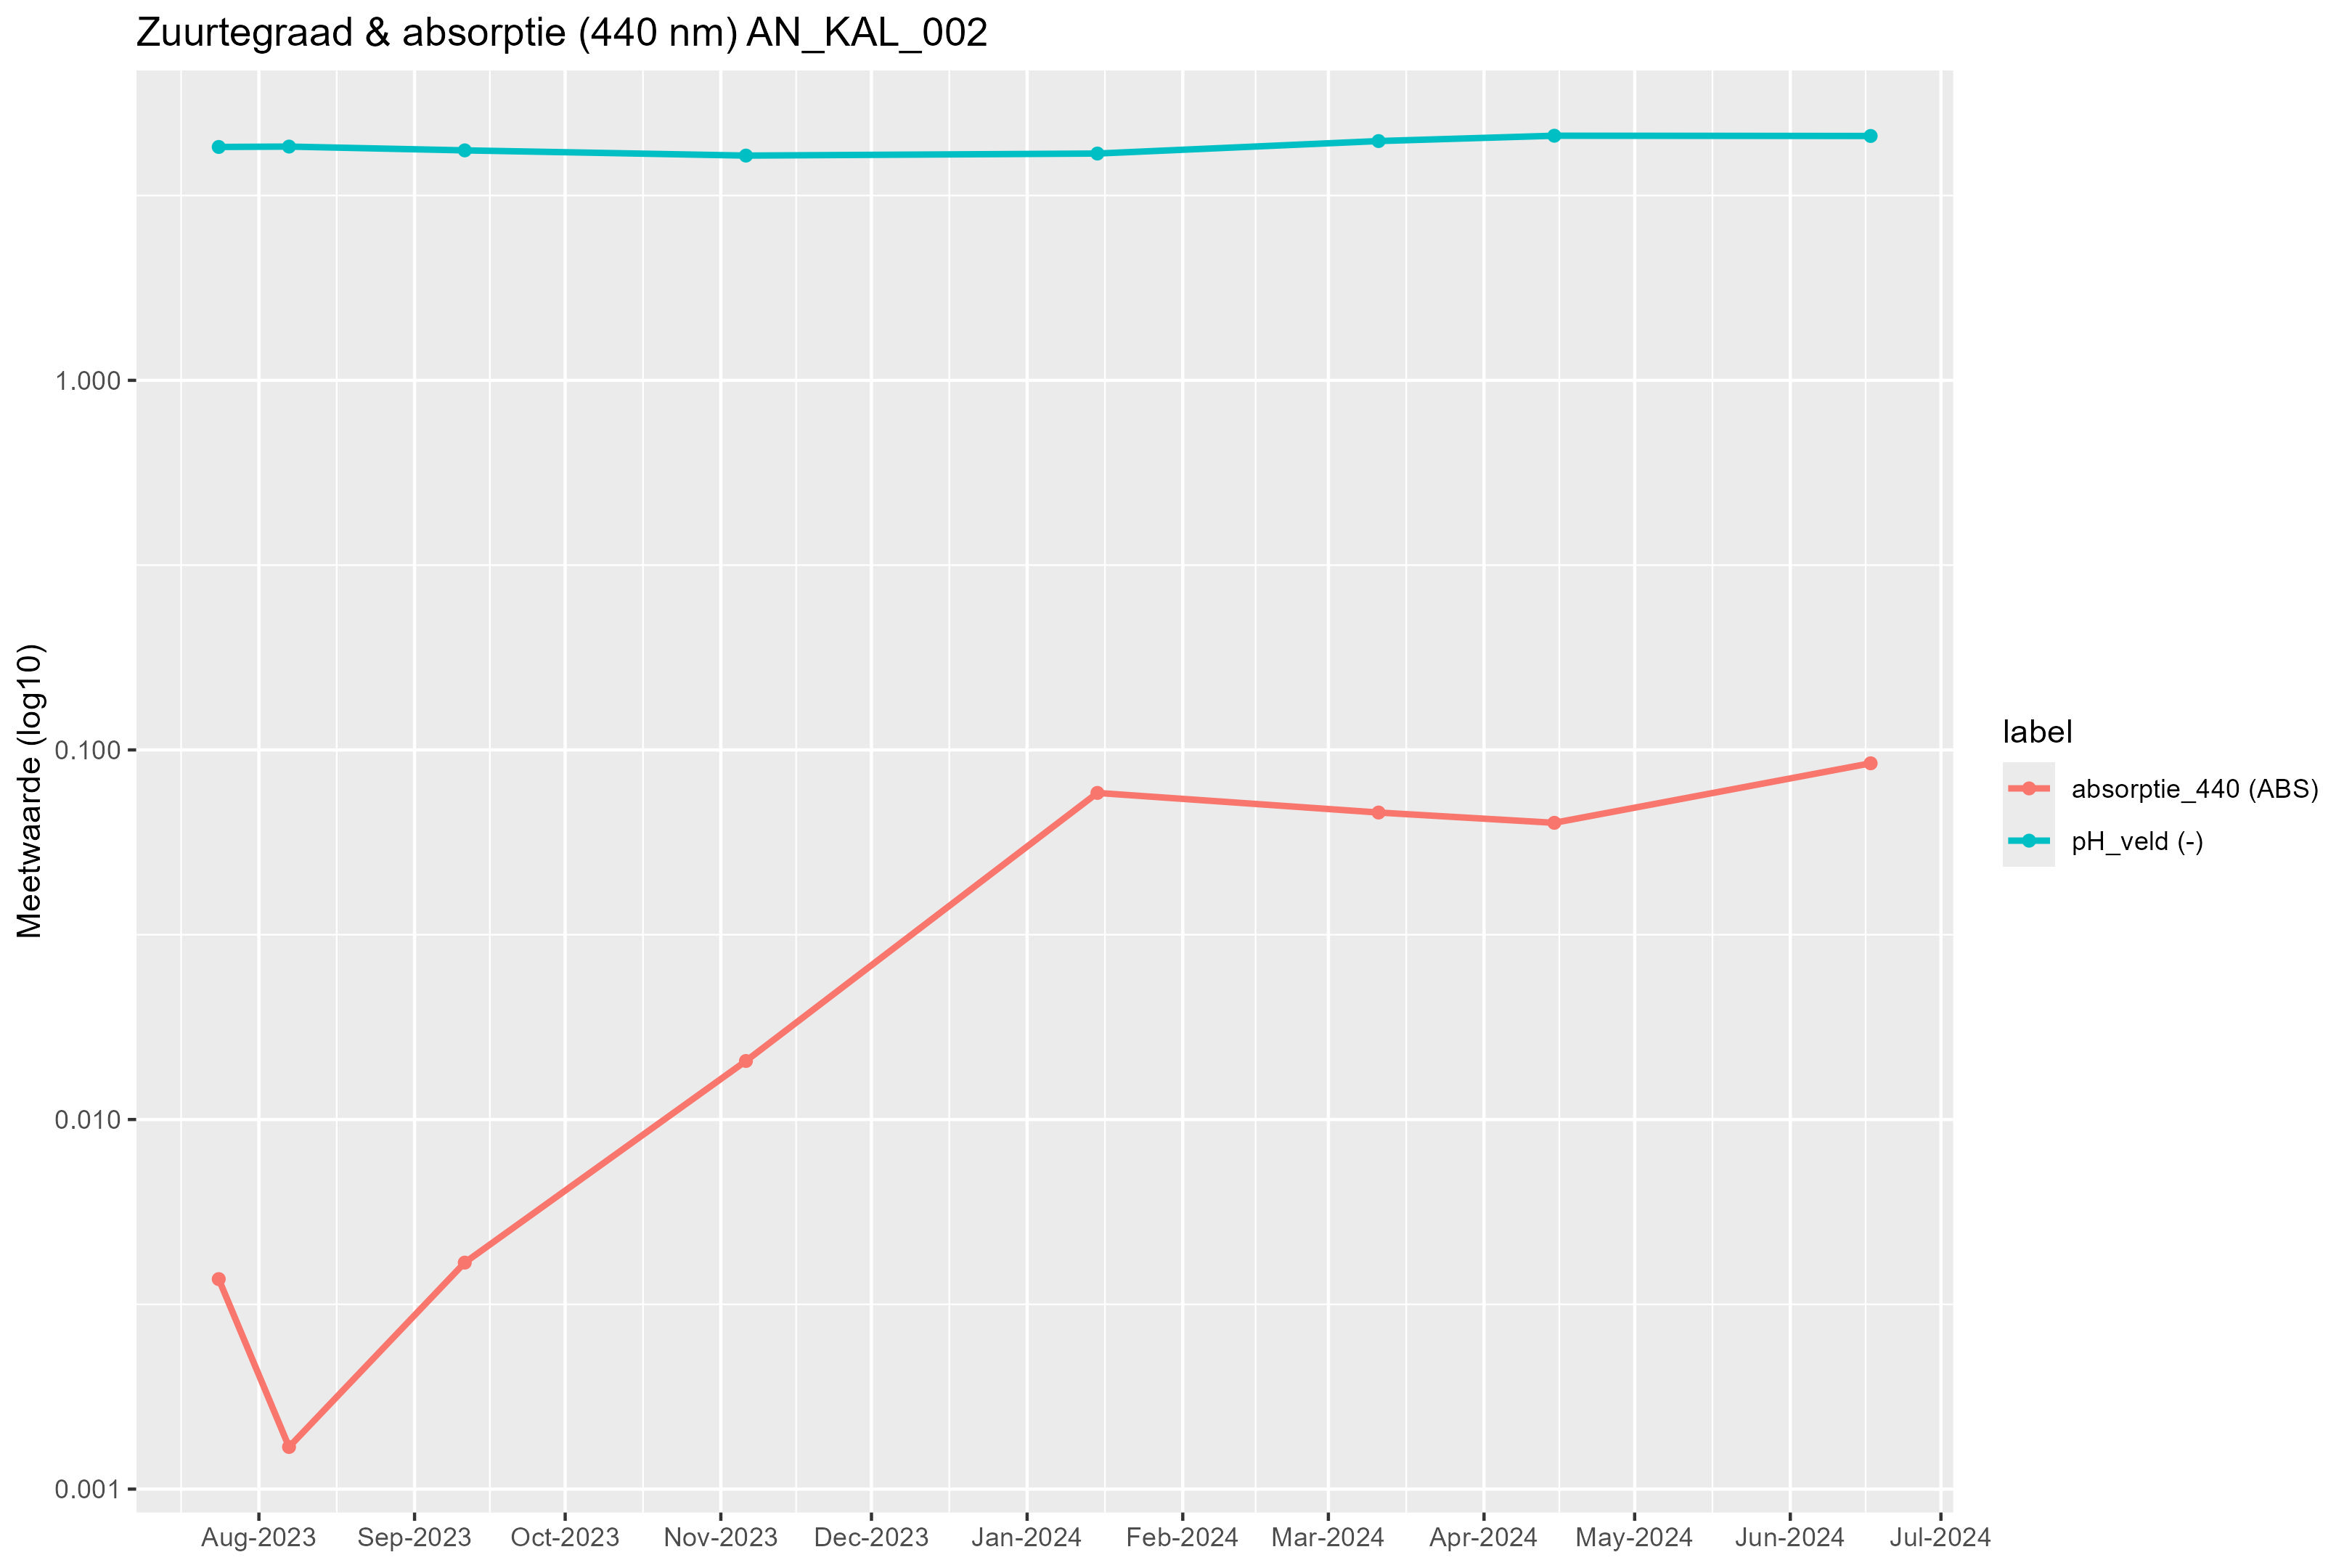 Zuurtegraad & absorptie (440 nm) AN_KAL_002
Meetwaarde (log10)
1.000
0.100
0.010
0.001
Aug-2023 Sep-2023 Oct-2023 Nov-2023 Dec-2023 Jan-2024 Feb-2024 Mar-2024 Apr-2024 May-2024 Jun-2024 Jul-2024
label
absorptie_440 (ABS)
pH_veld (-)